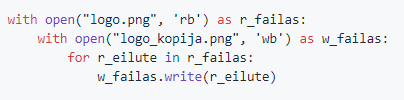 with open("logo.png", 'rb') as r_failas:
    with open("logo_kopija.png", 'wb') as w_failas:
        for r_eilute in r_failas:
            w_failas.write(r_eilute)